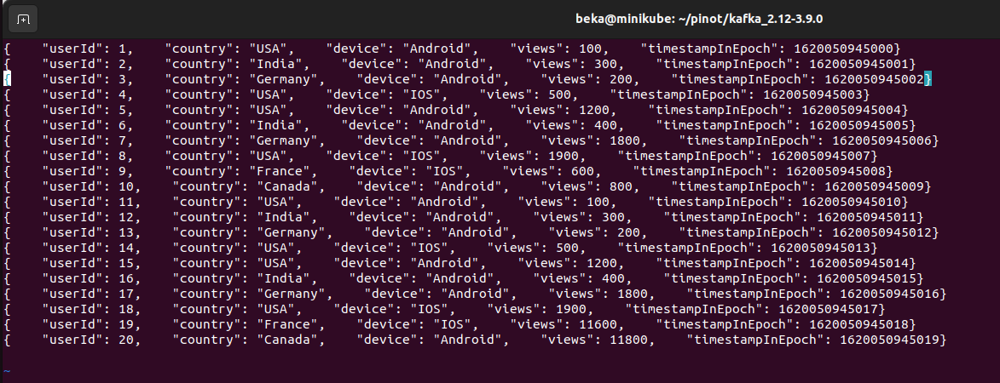 beka@minikube: ~/pinot/kafka_2.12-3.9.0
{    "userId": 1,    "country": "USA",    "device": "Android",    "views": 100,    "timestampInEpoch": 1620050945000}
{    "userId": 2,    "country": "India",    "device": "Android",    "views": 300,    "timestampInEpoch": 1620050945001}
{    "userId": 3,    "country": "Germany",    "device": "Android",    "views": 200,    "timestampInEpoch": 1620050945002}
{    "userId": 4,    "country": "USA",    "device": "IOS",    "views": 500,    "timestampInEpoch": 1620050945003}
{    "userId": 5,    "country": "USA",    "device": "Android",    "views": 1200,    "timestampInEpoch": 1620050945004}
{    "userId": 6,    "country": "India",    "device": "Android",    "views": 400,    "timestampInEpoch": 1620050945005}
{    "userId": 7,    "country": "Germany",    "device": "Android",    "views": 1800,    "timestampInEpoch": 1620050945006}
{    "userId": 8,    "country": "USA",    "device": "IOS",    "views": 1900,    "timestampInEpoch": 1620050945007}
{    "userId": 9,    "country": "France",    "device": "IOS",    "views": 600,    "timestampInEpoch": 1620050945008}
{    "userId": 10,    "country": "Canada",    "device": "Android",    "views": 800,    "timestampInEpoch": 1620050945009}
{    "userId": 11,    "country": "USA",    "device": "Android",    "views": 100,    "timestampInEpoch": 1620050945010}
{    "userId": 12,    "country": "India",    "device": "Android",    "views": 300,    "timestampInEpoch": 1620050945011}
{    "userId": 13,    "country": "Germany",    "device": "Android",    "views": 200,    "timestampInEpoch": 1620050945012}
{    "userId": 14,    "country": "USA",    "device": "IOS",    "views": 500,    "timestampInEpoch": 1620050945013}
{    "userId": 15,    "country": "USA",    "device": "Android",    "views": 1200,    "timestampInEpoch": 1620050945014}
{    "userId": 16,    "country": "India",    "device": "Android",    "views": 400,    "timestampInEpoch": 1620050945015}
{    "userId": 17,    "country": "Germany",    "device": "Android",    "views": 1800,    "timestampInEpoch": 1620050945016}
{    "userId": 18,    "country": "USA",    "device": "IOS",    "views": 1900,    "timestampInEpoch": 1620050945017}
{    "userId": 19,    "country": "France",    "device": "IOS",    "views": 11600,    "timestampInEpoch": 1620050945018}
{    "userId": 20,    "country": "Canada",    "device": "Android",    "views": 11800,    "timestampInEpoch": 1620050945019}
~